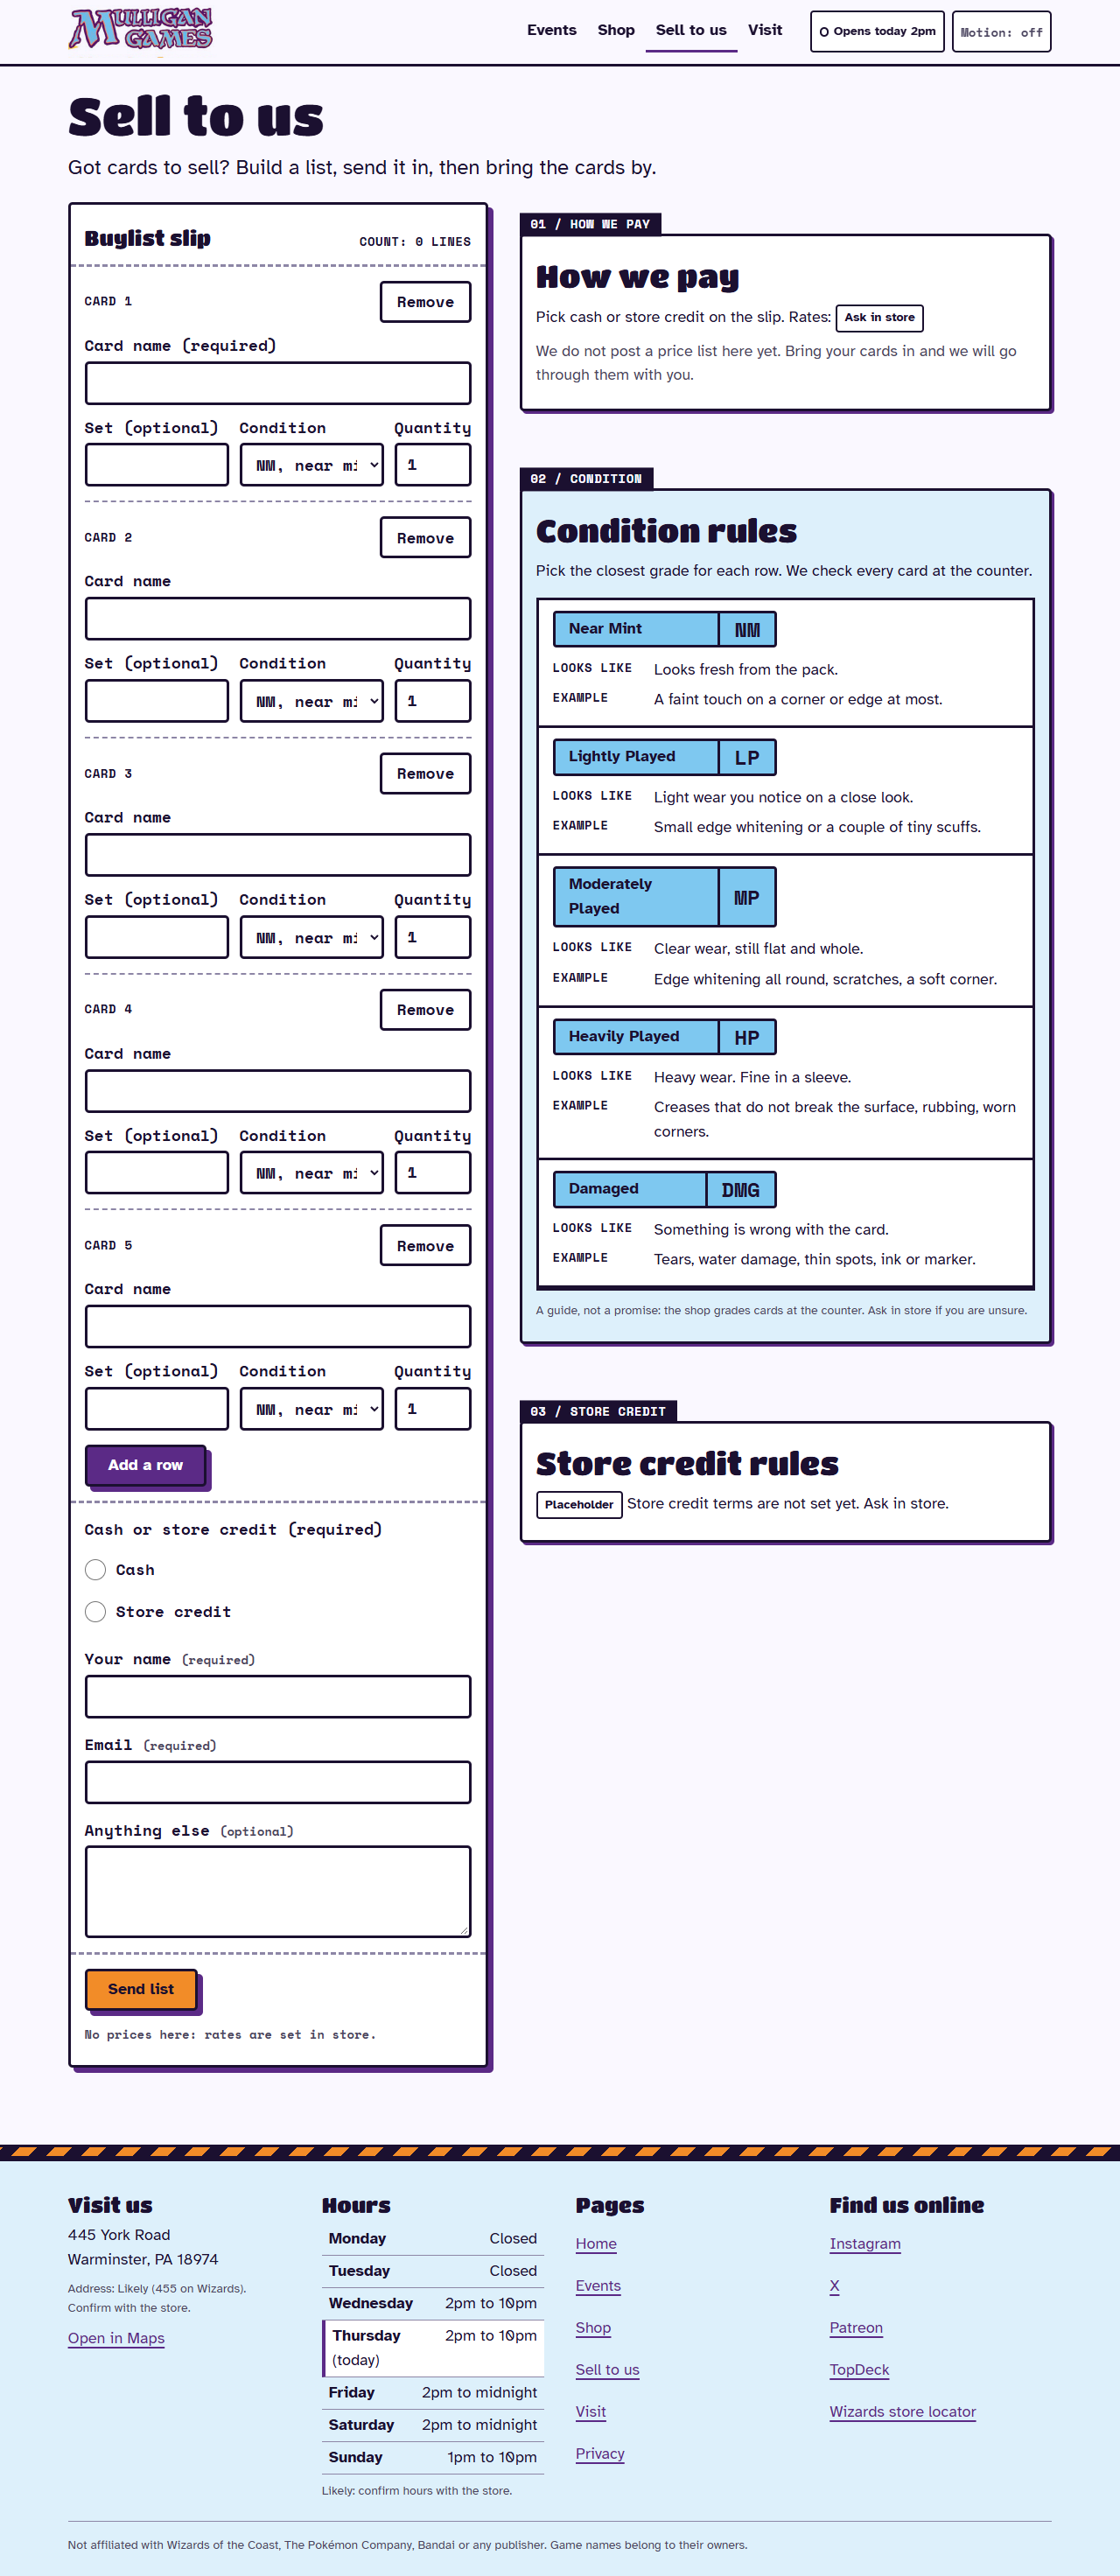 MULLIGAN
GAMES
Events Shop Sell to us Visit
O Opens today 2pm
Motion: off
Sell to us
Got cards to sell? Build a list, send it in, then bring the cards by.
Buylist slip
COUNT: 0 LINES
CARD 1
Remove
Card name (required)
Set (optional) Condition Quantity
NM, near mi 1
CARD 2
Remove
Card name
Set (optional) Condition Quantity
NM, near mi 1
CARD 3
Remove
Card name
Set (optional) Condition Quantity
NM, near mi 1
CARD 4
Remove
Card name
Set (optional) Condition Quantity
NM, near mi 1
CARD 5
Remove
Card name
Set (optional) Condition Quantity
NM, near mi 1
Add a row
Cash or store credit (required)
Cash
Store credit
Your name (required)
Email (required)
Anything else (optional)
Send list
No prices here: rates are set in store.
01 / HOW WE PAY
How we pay
Pick cash or store credit on the slip. Rates: Ask in store
We do not post a price list here yet. Bring your cards in and we will go
through them with you.
02 / CONDITION
Condition rules
Pick the closest grade for each row. We check every card at the counter.
Near Mint NM
LOOKS LIKE Looks fresh from the pack.
EXAMPLE A faint touch on a corner or edge at most.
Lightly Played LP
LOOKS LIKE Light wear you notice on a close look.
EXAMPLE Small edge whitening or a couple of tiny scuffs.
Moderately
Played MP
LOOKS LIKE Clear wear, still flat and whole.
EXAMPLE Edge whitening all round, scratches, a soft corner.
Heavily Played HP
LOOKS LIKE Heavy wear. Fine in a sleeve.
EXAMPLE Creases that do not break the surface, rubbing, worn
corners.
Damaged DMG
LOOKS LIKE Something is wrong with the card.
EXAMPLE Tears, water damage, thin spots, ink or marker.
A guide, not a promise: the shop grades cards at the counter. Ask in store if you are unsure.
03 / STORE CREDIT
Store credit rules
Placeholder Store credit terms are not set yet. Ask in store.
Visit us
445 York Road
Warminster, PA 18974
Address: Likely (455 on Wizards).
Confirm with the store.
Open in Maps
Hours
Monday Closed
Tuesday Closed
Wednesday 2pm to 10pm
Thursday 2pm to 10pm
(today)
Friday 2pm to midnight
Saturday 2pm to midnight
Sunday 1pm to 10pm
Likely: confirm hours with the store.
Pages
Home
Events
Shop
Sell to us
Visit
Privacy
Find us online
Instagram
X
Patreon
TopDeck
Wizards store locator
Not affiliated with Wizards of the Coast, The Pokémon Company, Bandai or any publisher. Game names belong to their owners.